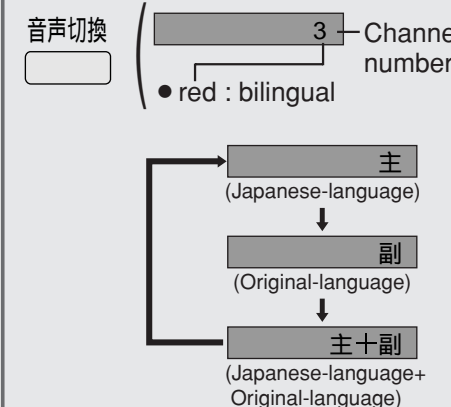 音声切換
3
Channe
number
● red : bilingual
主
(Japanese-language)
副
(Original-language)
主十副
(Japanese-language+
Original-language)